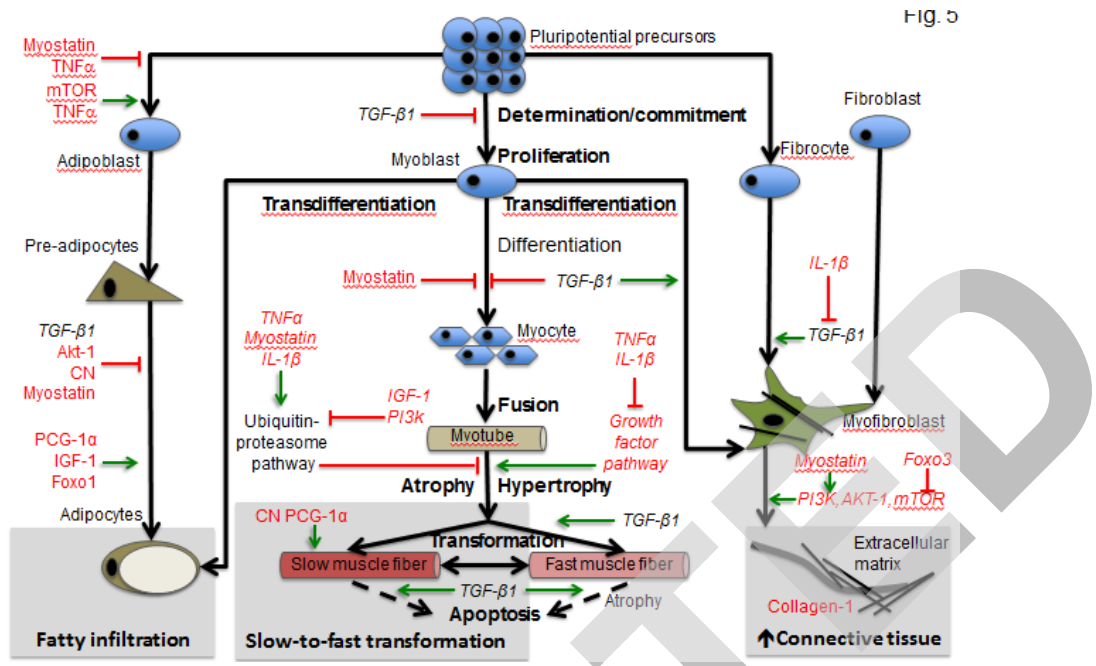 Fig. 5
Pluripotential precursors
Myostatin
TNFα
mTOR
TNFα
Adipoblast
TGF-β1
Determination/commitment
Myoblast
Proliferation
Fibroblast
Fibrocyte
Transdifferentiation
Transdifferentiation
Pre-adipocytes
Differentiation
Myostatin
TGF-β1
IL-1β
TGF-β1
TGF-β1
Akt-1
CN
Myostatin
TNFα
Myostatin
IL-1β
Myocyte
TNFα
IL-1β
IGF-1
PI3k
Ubiquitin-
proteasome
pathway
Fusion
Myotube
Growth
factor
pathway
Myofibroblast
PCG-1α
IGF-1
Foxo1
Atrophy
Hypertrophy
Myostatin
Foxo3
PI3K, AKT-1, mTOR
Adipocytes
CN PCG-1α
TGF-β1
Transformation
Slow muscle fiber
Fast muscle fiber
TGF-β1
Atrophy
Apoptosis
Extracellular
matrix
Collagen-1
Fatty infiltration
Slow-to-fast transformation
↑Connective tissue
TED